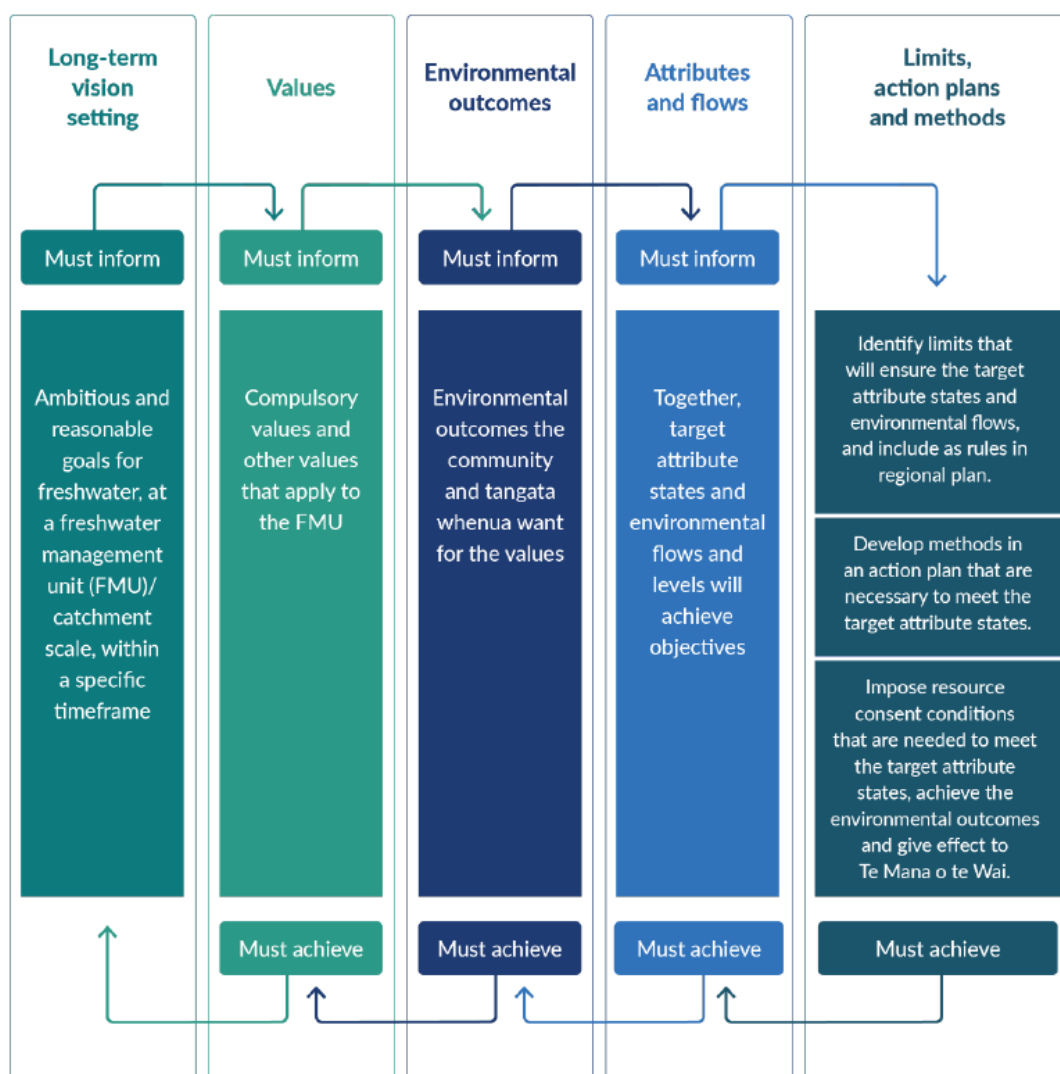 Long-term
vision
setting
Values
Environmental
outcomes
Attributes
and flows
Limits,
action plans
and methods
Must inform
Must inform
Must inform
Must inform
Ambitious and
reasonable
goals for
freshwater, at
a freshwater
management
unit (FMU)/
catchment
scale, within
a specific
timeframe
Compulsory
values and
other values
that apply to
the FMU
Environmental
outcomes the
community
and tangata
whenua want
for the values
Together,
target
attribute
states and
environmental
flows and
levels will
achieve
objectives
Identify limits that
will ensure the target
attribute states and
environmental flows,
and include as rules in
regional plan.
Develop methods in
an action plan that are
necessary to meet the
target attribute states.
Impose resource
consent conditions
that are needed to meet
the target attribute
states, achieve the
environmental outcomes
and give effect to
Te Mana o te Wai.
Must achieve
Must achieve
Must achieve
Must achieve